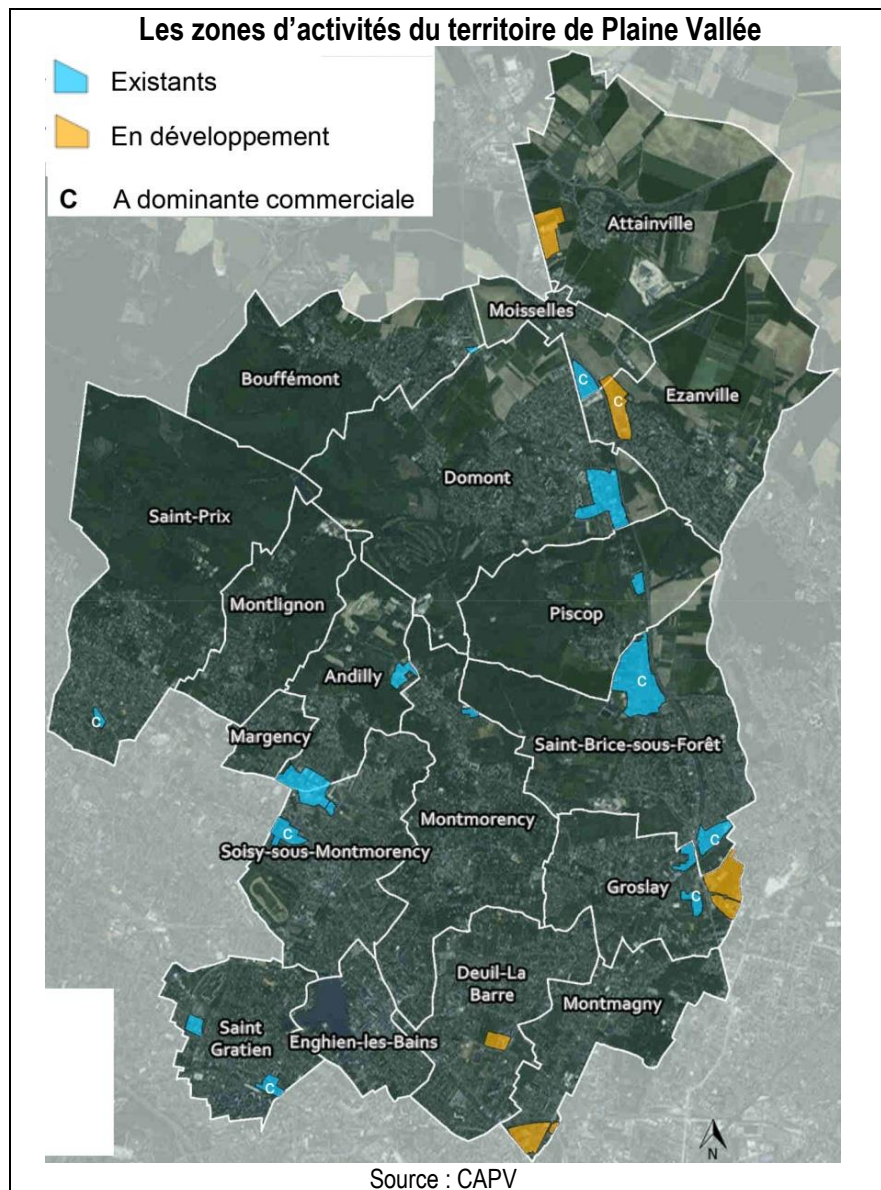 Les zones d’activités du territoire de Plaine Vallée
Existants
En développement
C A dominante commerciale
Attainville
Moisselles
Bouffémont
C
Ezanville
C
Domont
Saint-Prix
Montlignon
Piscop
Andilly
C
C
Margency
Saint-Brice-sous-Forêt
Montmorency
C
C
Soisy-sous-Montmorency
Groslay
C
Deuil-La
Barre
Montmagny
Saint
Gratien
Enghien-les-Bains
C
N
Source : CAPV